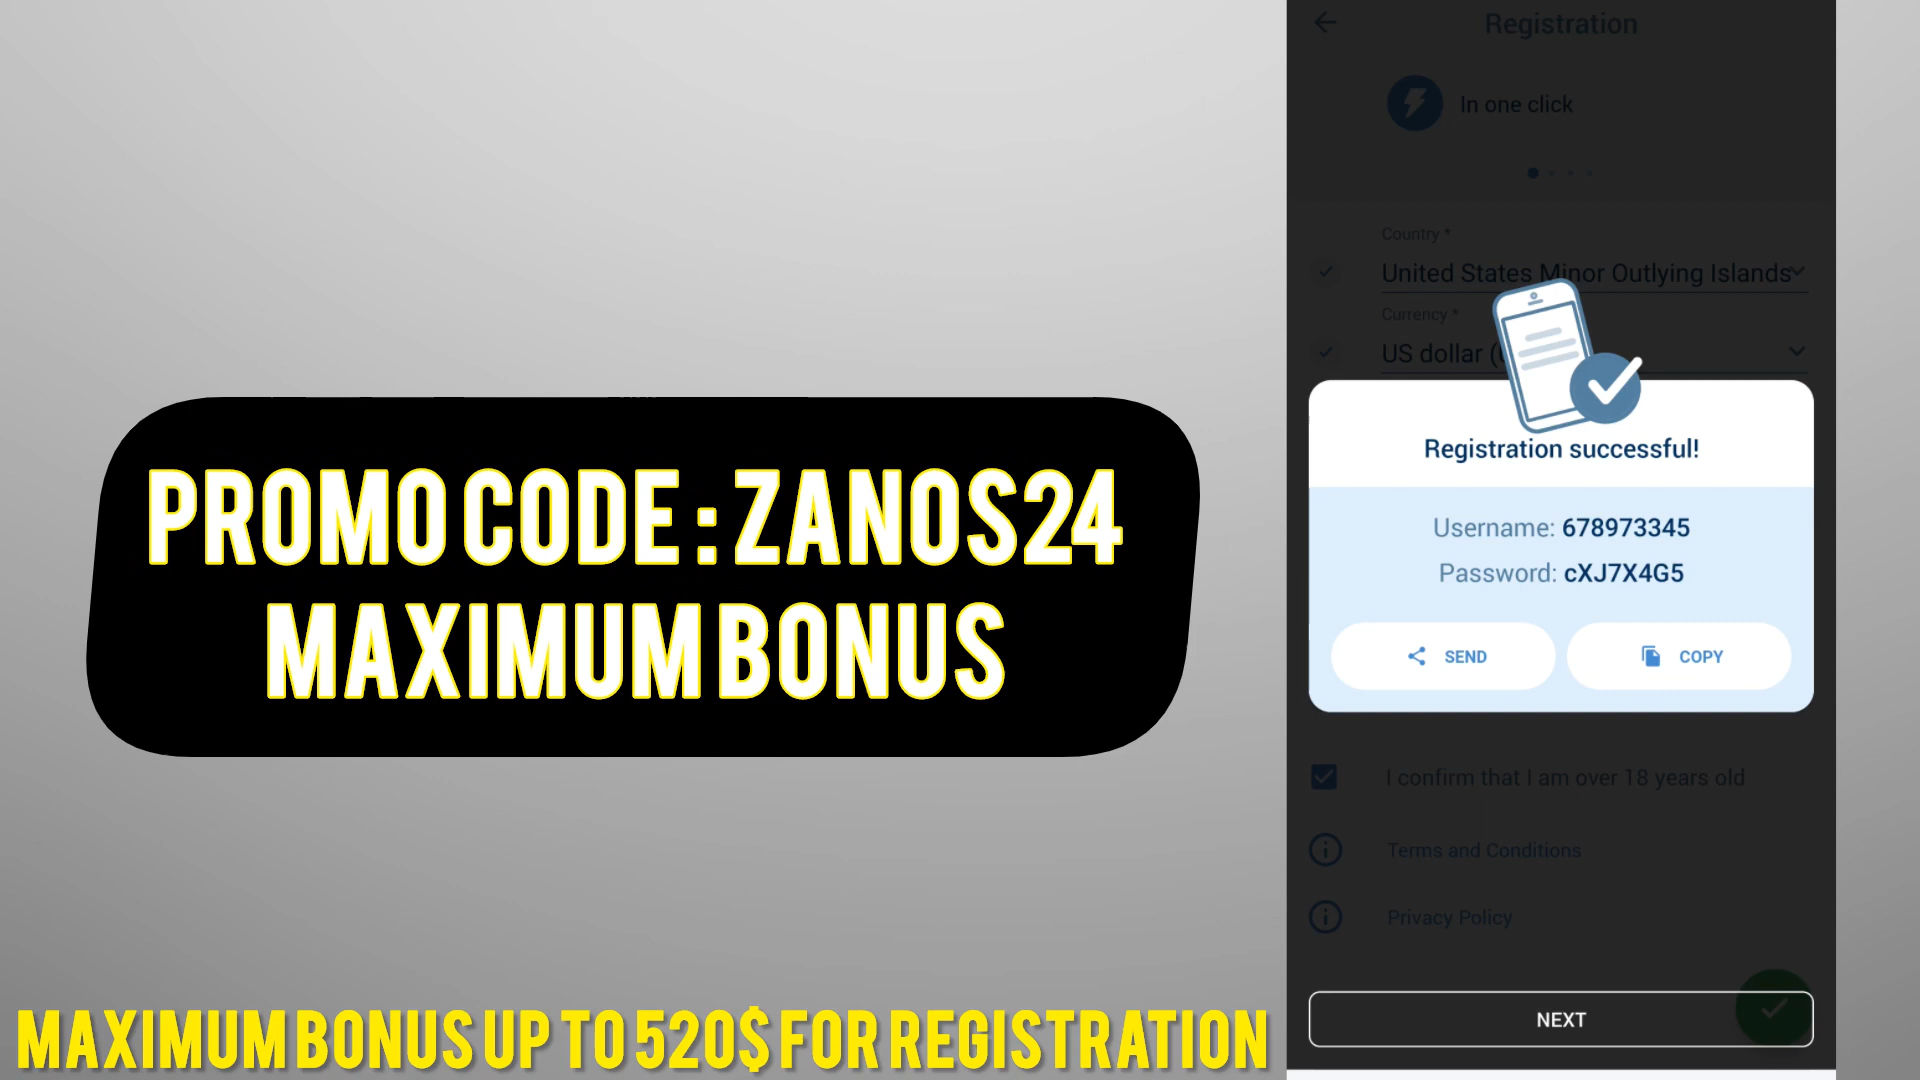 PROMO CODE : ZANOS24
MAXIMUM BONUS
MAXIMUM BONUS UP TO 520$ FOR REGISTRATION
Registration
In one click
Country *
United States Minor Outlying Islands
Currency *
US dollar (
Registration successful!
Username: 678973345
Password: cXJ7X4G5
SEND
COPY
I confirm that I am over 18 years old
Terms and Conditions
Privacy Policy
NEXT